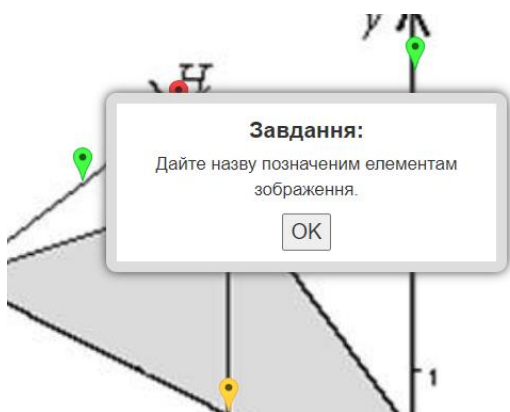 y
H
Завдання:
Дайте назву позначеним елементам
зображення.
OK
1